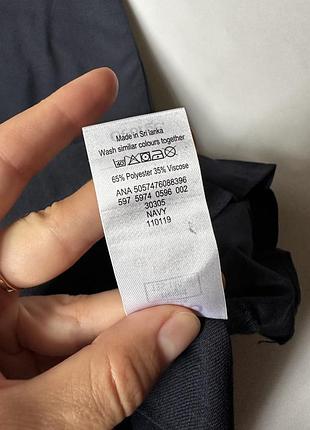 Made in Sri lanka
Wash similar colours together
40
65% Polyester 35% Viscose
ANA 5057476088396
597 5974 0596 002
30305
NAVY
110119